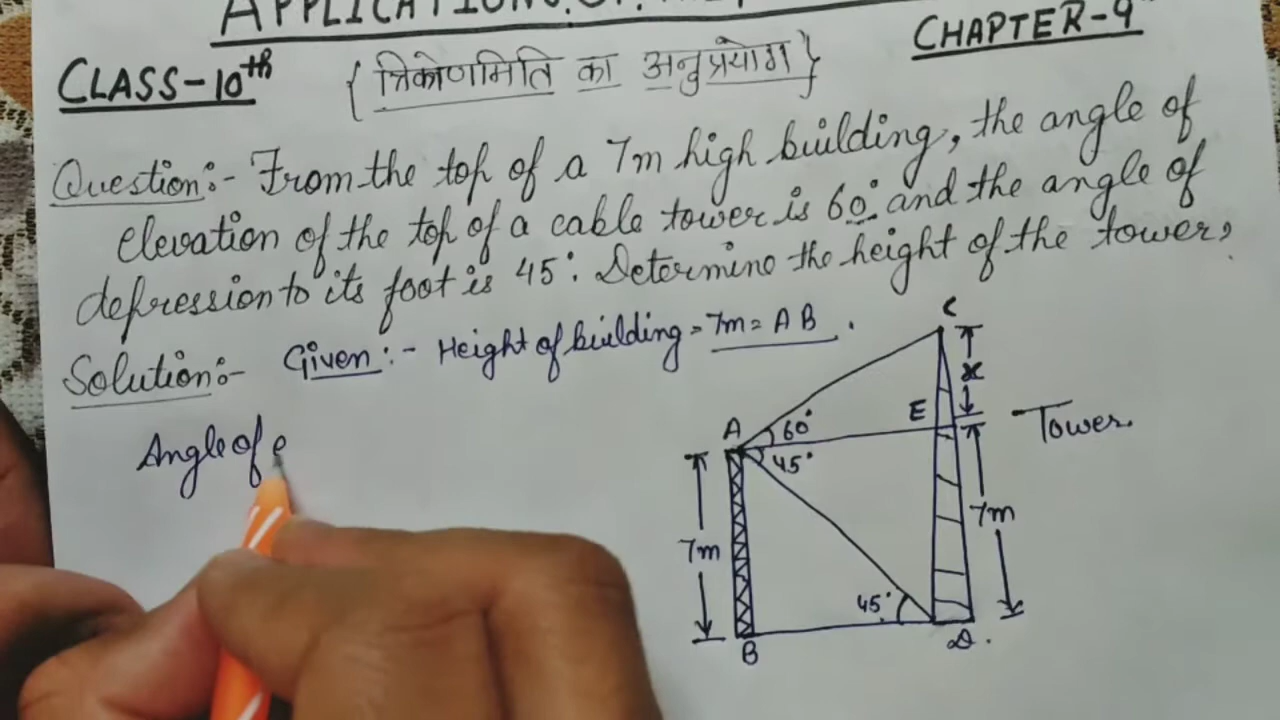 APPLICATIONS OF
CLASS-10th
{त्रिकोणमिति का अनुप्रयोग}
CHAPTER-9
Question:- From the top of a 7m high building, the angle of
elevation of the top of a cable tower is 60° and the angle of
depression to its foot is 45°. Determine the height of the tower.
Solution:- Given:- Height of building = 7m = AB.
Angle of e
C
x
E
Tower.
A
60°
45°
7m
7m
45°
B
D.